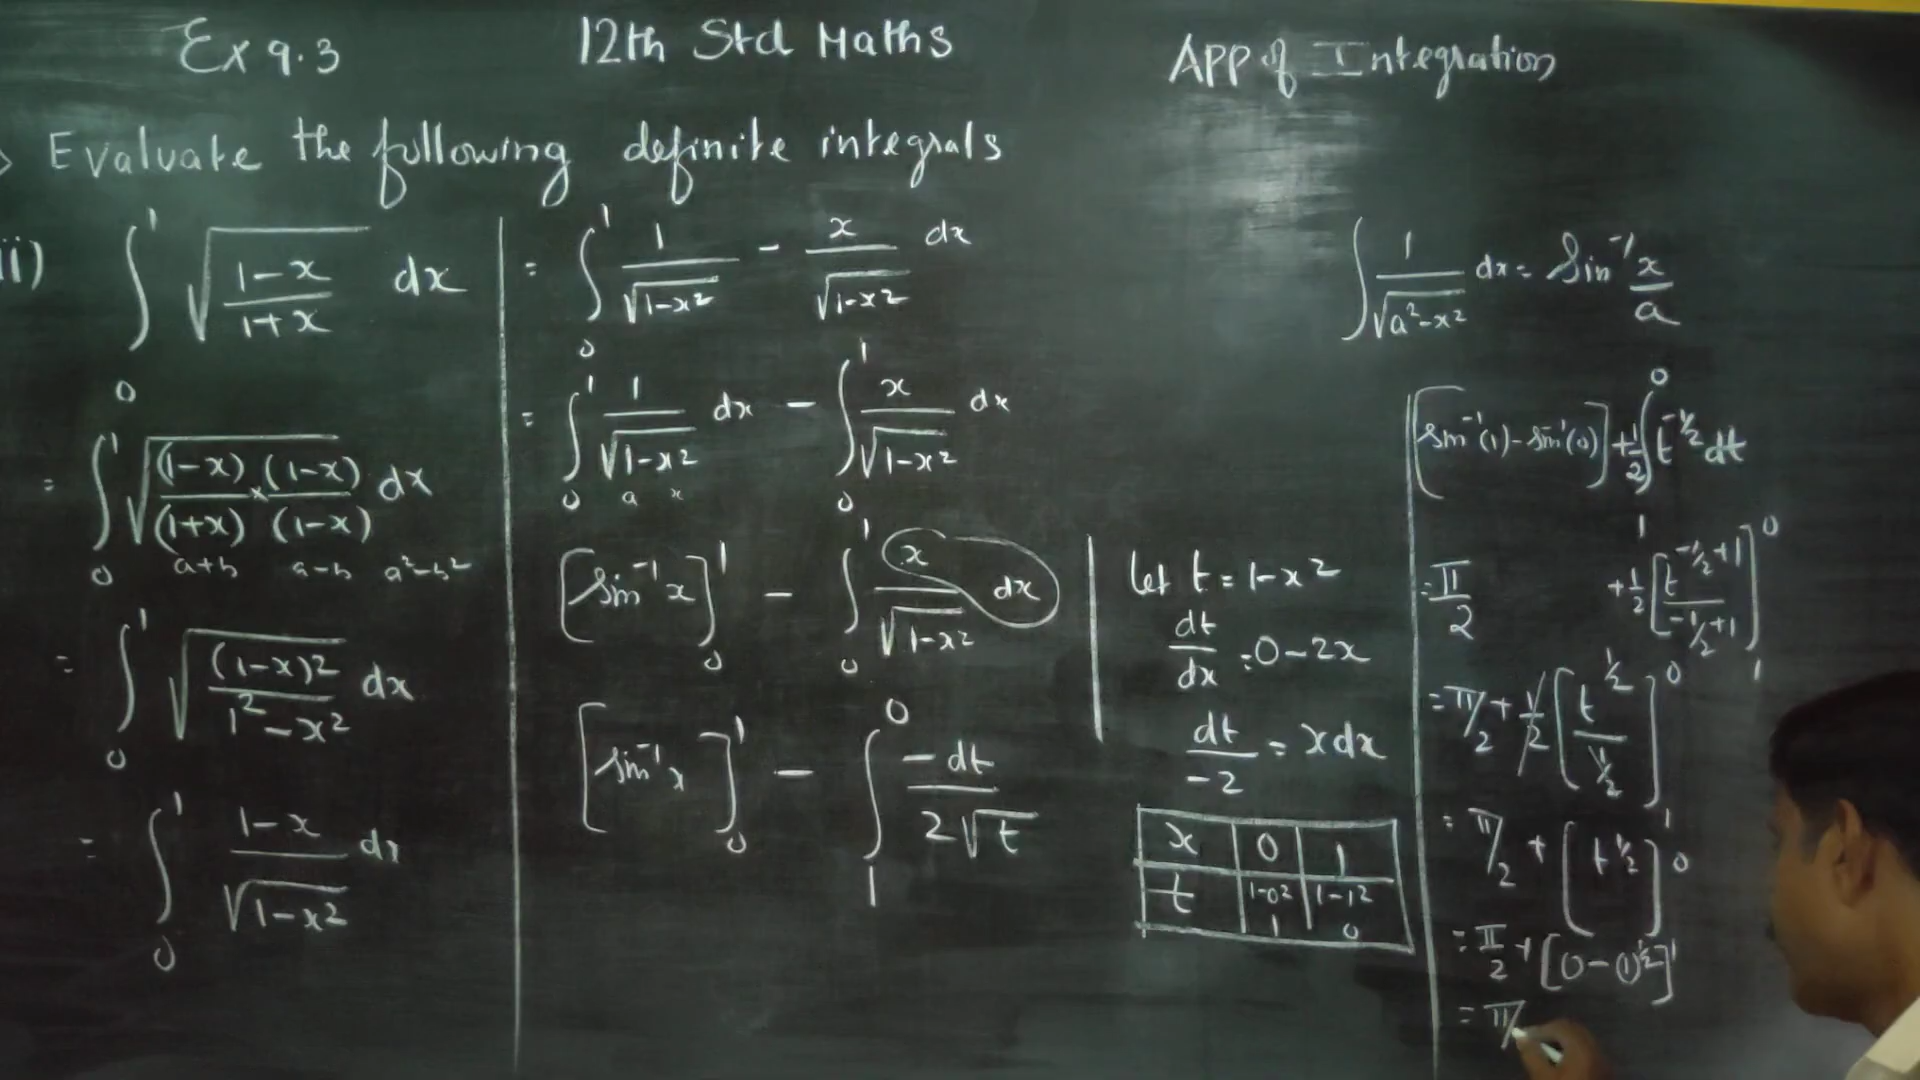 Ex 9.3
12th Std Maths
App of Integration
Evaluate the following definite integrals
ii) ∫₀¹ √((1-x)/(1+x)) dx
= ∫₀¹ √((1-x)/(1+x) × (1-x)/(1-x)) dx
a+b a-b a²-b²
= ∫₀¹ √((1-x)²/(1²-x²)) dx
= ∫₀¹ (1-x)/√(1-x²) dx
= ∫₀¹ 1/√(1-x²) - x/√(1-x²) dx
= ∫₀¹ 1/√(1-x²) dx - ∫₀¹ x/√(1-x²) dx
a x
[sin⁻¹ x]₀¹ - ∫₀¹ x/√(1-x²) dx
[sin⁻¹ x]₀¹ - ∫₁⁰ -dt/(2√t)
let t = 1-x²
dt/dx = 0-2x
dt/-2 = x dx
x 0 1
t 1-0² 1-1²
1 0
∫ 1/√(a²-x²) dx = Sin⁻¹ x/a
[sin⁻¹(1) - sin⁻¹(0)] + 1/2 ∫₁⁰ t^(-1/2) dt
= π/2 + 1/2 [t^(-1/2+1)/(-1/2+1)]₁⁰
= π/2 + 1/2 [t^(1/2)/(1/2)]₁⁰
= π/2 + [t^(1/2)]₀¹
= π/2 + [0-(1)^(1/2)]
= π/